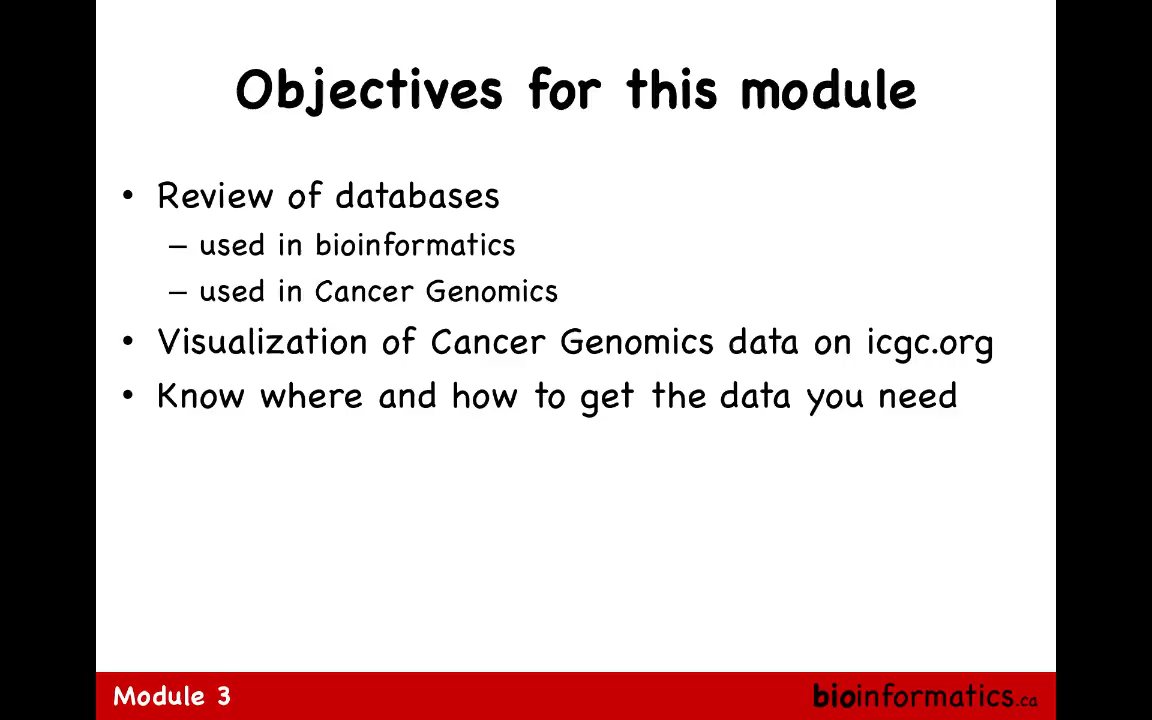 Objectives for this module
• Review of databases
– used in bioinformatics
– used in Cancer Genomics
• Visualization of Cancer Genomics data on icgc.org
• Know where and how to get the data you need
Module 3
bioinformatics.ca